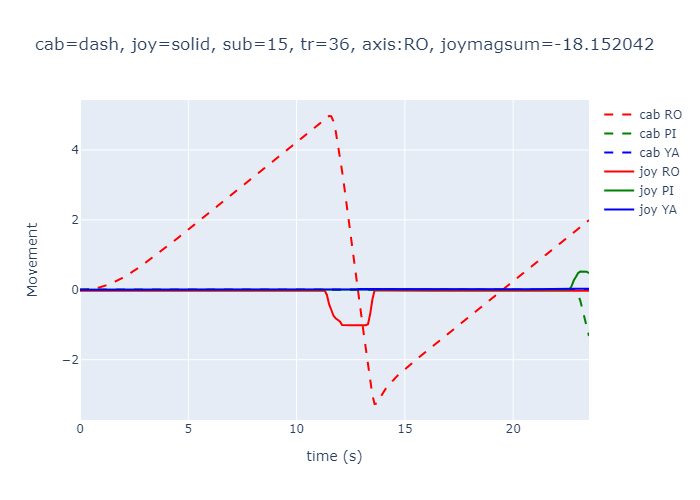 cab=dash, joy=solid, sub=15, tr=36, axis:RO, joymagsum=-18.152042
cab RO
cab PI
cab YA
joy RO
joy PI
joy YA
Movement
4
2
0
−2
0
5
10
15
20
time (s)